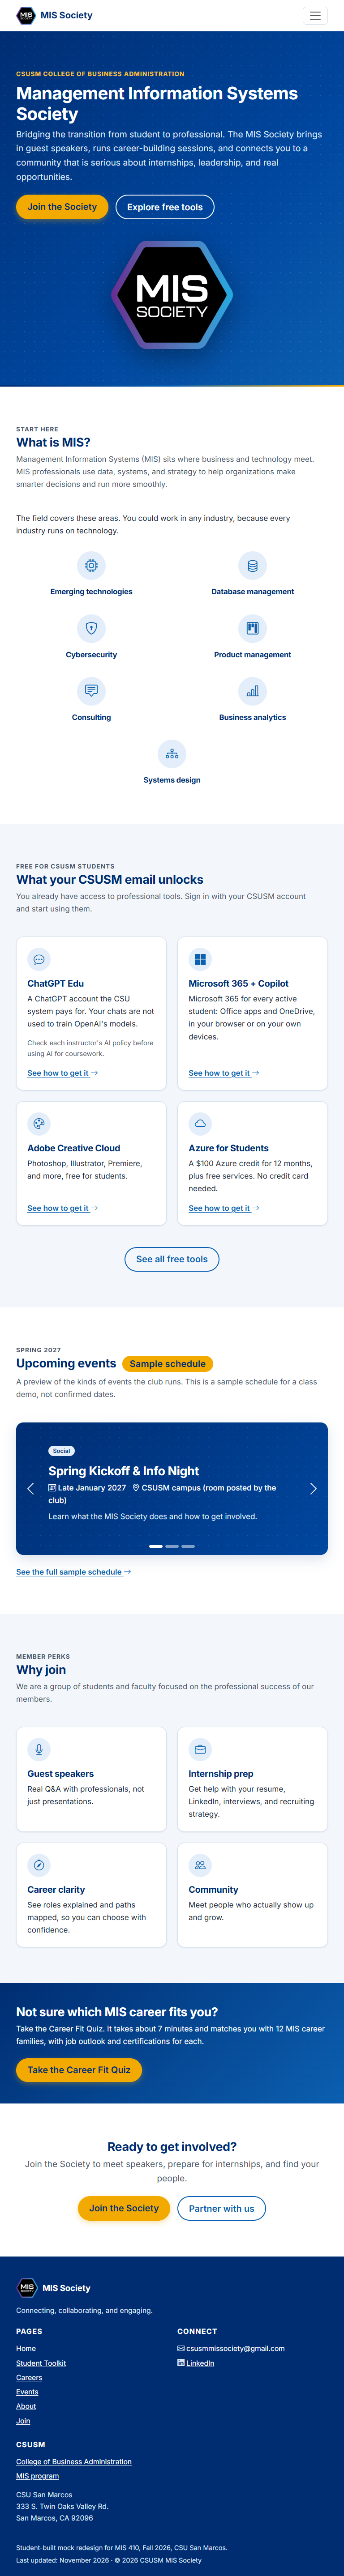 MIS SOCIETY
MIS Society
CSUSM COLLEGE OF BUSINESS ADMINISTRATION
Management Information Systems
Society
Bridging the transition from student to professional. The MIS Society brings
in guest speakers, runs career-building sessions, and connects you to a
community that is serious about internships, leadership, and real
opportunities.
Join the Society
Explore free tools
MIS
SOCIETY
START HERE
What is MIS?
Management Information Systems (MIS) sits where business and technology meet.
MIS professionals use data, systems, and strategy to help organizations make
smarter decisions and run more smoothly.
The field covers these areas. You could work in any industry, because every
industry runs on technology.
Emerging technologies
Database management
Cybersecurity
Product management
Consulting
Business analytics
Systems design
FREE FOR CSUSM STUDENTS
What your CSUSM email unlocks
You already have access to professional tools. Sign in with your CSUSM account
and start using them.
ChatGPT Edu
A ChatGPT account the CSU
system pays for. Your chats are not
used to train OpenAI's models.
Check each instructor's AI policy before
using AI for coursework.
See how to get it →
Microsoft 365 + Copilot
Microsoft 365 for every active
student: Office apps and OneDrive,
in your browser or on your own
devices.
See how to get it →
Adobe Creative Cloud
Photoshop, Illustrator, Premiere,
and more, free for students.
See how to get it →
Azure for Students
A $100 Azure credit for 12 months,
plus free services. No credit card
needed.
See how to get it →
See all free tools
SPRING 2027
Upcoming events Sample schedule
A preview of the kinds of events the club runs. This is a sample schedule for a class
demo, not confirmed dates.
Social
Spring Kickoff & Info Night
Late January 2027 CSUSM campus (room posted by the
club)
Learn what the MIS Society does and how to get involved.
See the full sample schedule →
MEMBER PERKS
Why join
We are a group of students and faculty focused on the professional success of our
members.
Guest speakers
Real Q&A with professionals, not
just presentations.
Internship prep
Get help with your resume,
LinkedIn, interviews, and recruiting
strategy.
Career clarity
See roles explained and paths
mapped, so you can choose with
confidence.
Community
Meet people who actually show up
and grow.
Not sure which MIS career fits you?
Take the Career Fit Quiz. It takes about 7 minutes and matches you with 12 MIS career
families, with job outlook and certifications for each.
Take the Career Fit Quiz
Ready to get involved?
Join the Society to meet speakers, prepare for internships, and find your
people.
Join the Society
Partner with us
MIS SOCIETY
MIS Society
Connecting, collaborating, and engaging.
PAGES
Home
Student Toolkit
Careers
Events
About
Join
CONNECT
csusmmissociety@gmail.com
LinkedIn
CSUSM
College of Business Administration
MIS program
CSU San Marcos
333 S. Twin Oaks Valley Rd.
San Marcos, CA 92096
Student-built mock redesign for MIS 410, Fall 2026, CSU San Marcos.
Last updated: November 2026 · © 2026 CSUSM MIS Society